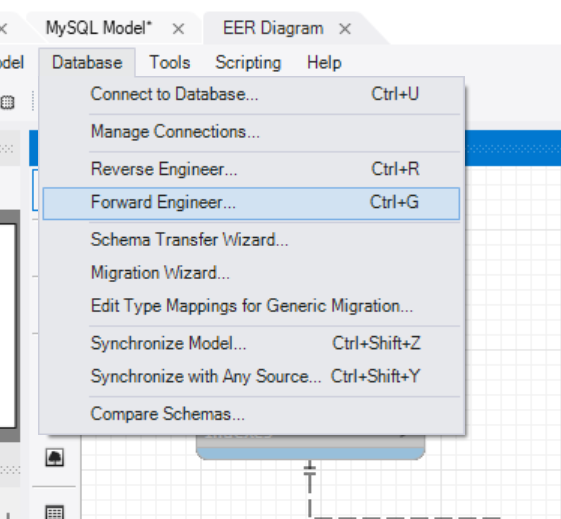 MySQL Model* × EER Diagram ×
Database Tools Scripting Help
Connect to Database... Ctrl+U
Manage Connections...
Reverse Engineer... Ctrl+R
Forward Engineer... Ctrl+G
Schema Transfer Wizard...
Migration Wizard...
Edit Type Mappings for Generic Migration...
Synchronize Model... Ctrl+Shift+Z
Synchronize with Any Source... Ctrl+Shift+Y
Compare Schemas...